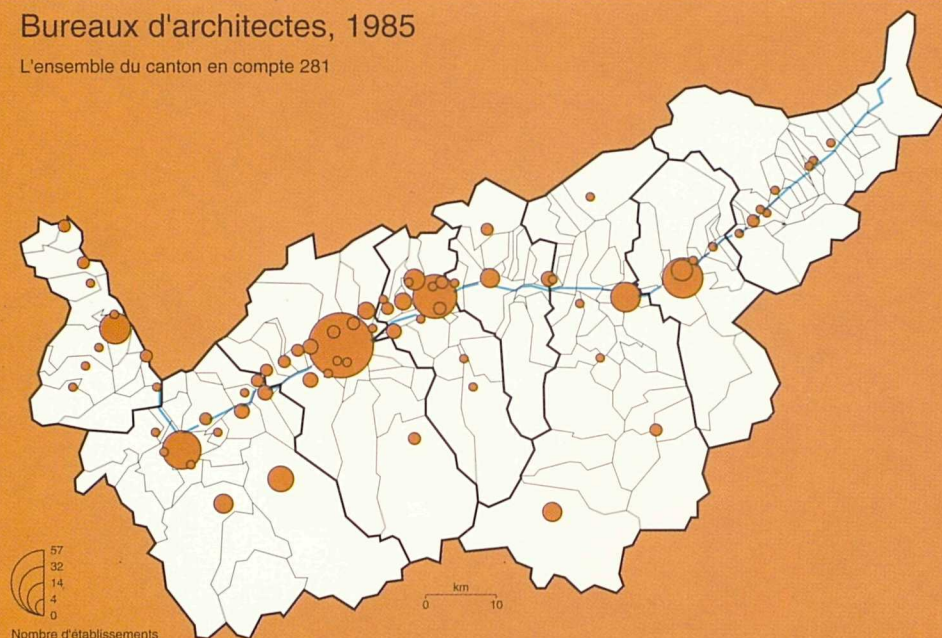 Bureaux d'architectes, 1985
L'ensemble du canton en compte 281
57
32
14
4
0
Nombre d'établissements
km
0 10